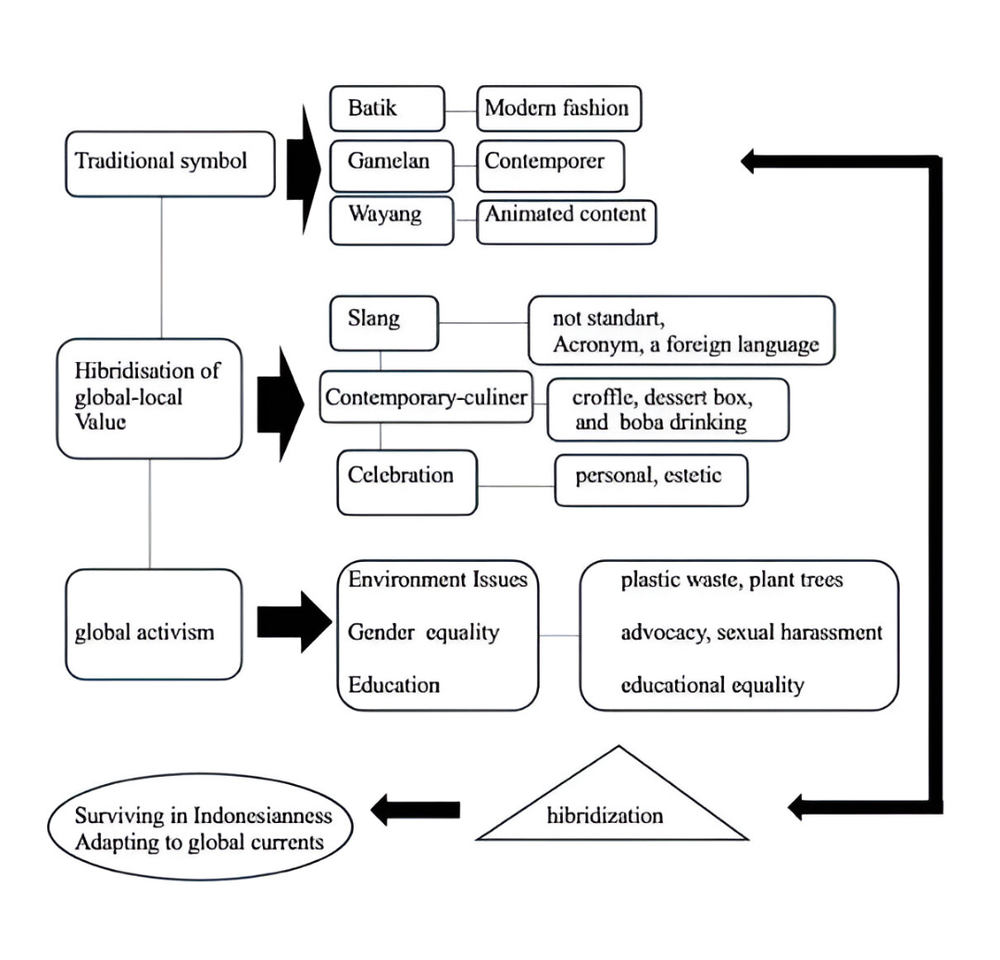 Batik
Modern fashion
Traditional symbol
Gamelan
Contemporer
Wayang
Animated content
Slang
not standart,
Acronym, a foreign language
Hibridisation of
global-local
Value
Contemporary-culiner
croffle, dessert box,
and boba drinking
Celebration
personal, estetic
global activism
Environment Issues
Gender equality
Education
plastic waste, plant trees
advocacy, sexual harassment
educational equality
Surviving in Indonesianness
Adapting to global currents
hibridization